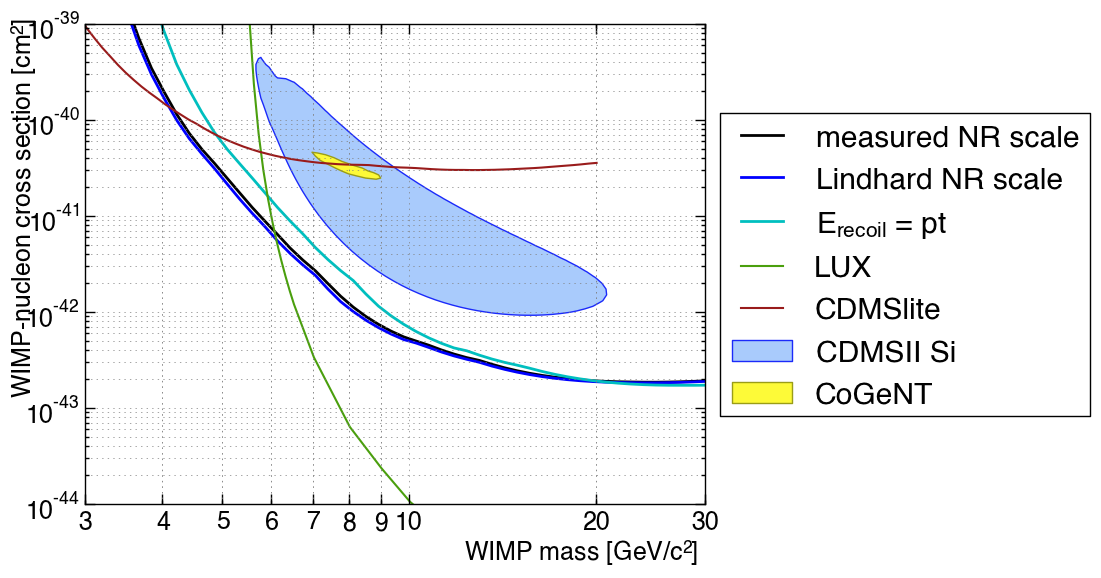 WIMP-nucleon cross section [cm²]
10⁻³⁹
10⁻⁴⁰
10⁻⁴¹
10⁻⁴²
10⁻⁴³
10⁻⁴⁴
3 4 5 6 7 8 9 10 20 30
WIMP mass [GeV/c²]
measured NR scale
Lindhard NR scale
E_recoil = pt
LUX
CDMSlite
CDMSII Si
CoGeNT